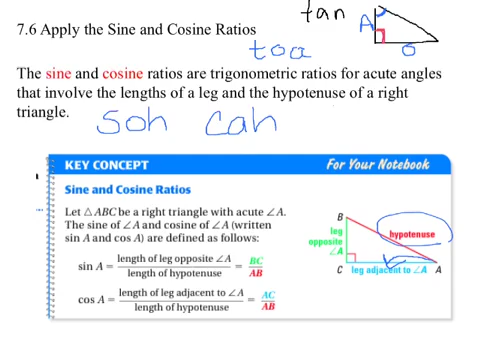 tan
A
7.6 Apply the Sine and Cosine Ratios
toa
O
The sine and cosine ratios are trigonometric ratios for acute angles
that involve the lengths of a leg and the hypotenuse of a right
triangle.
Soh Cah
KEY CONCEPT For Your Notebook
Sine and Cosine Ratios
Let △ABC be a right triangle with acute ∠A.
The sine of ∠A and cosine of ∠A (written
sin A and cos A) are defined as follows:
sin A = length of leg opposite ∠A / length of hypotenuse = BC / AB
cos A = length of leg adjacent to ∠A / length of hypotenuse = AC / AB
B
leg
opposite
∠A
hypotenuse
C leg adjacent to ∠A A